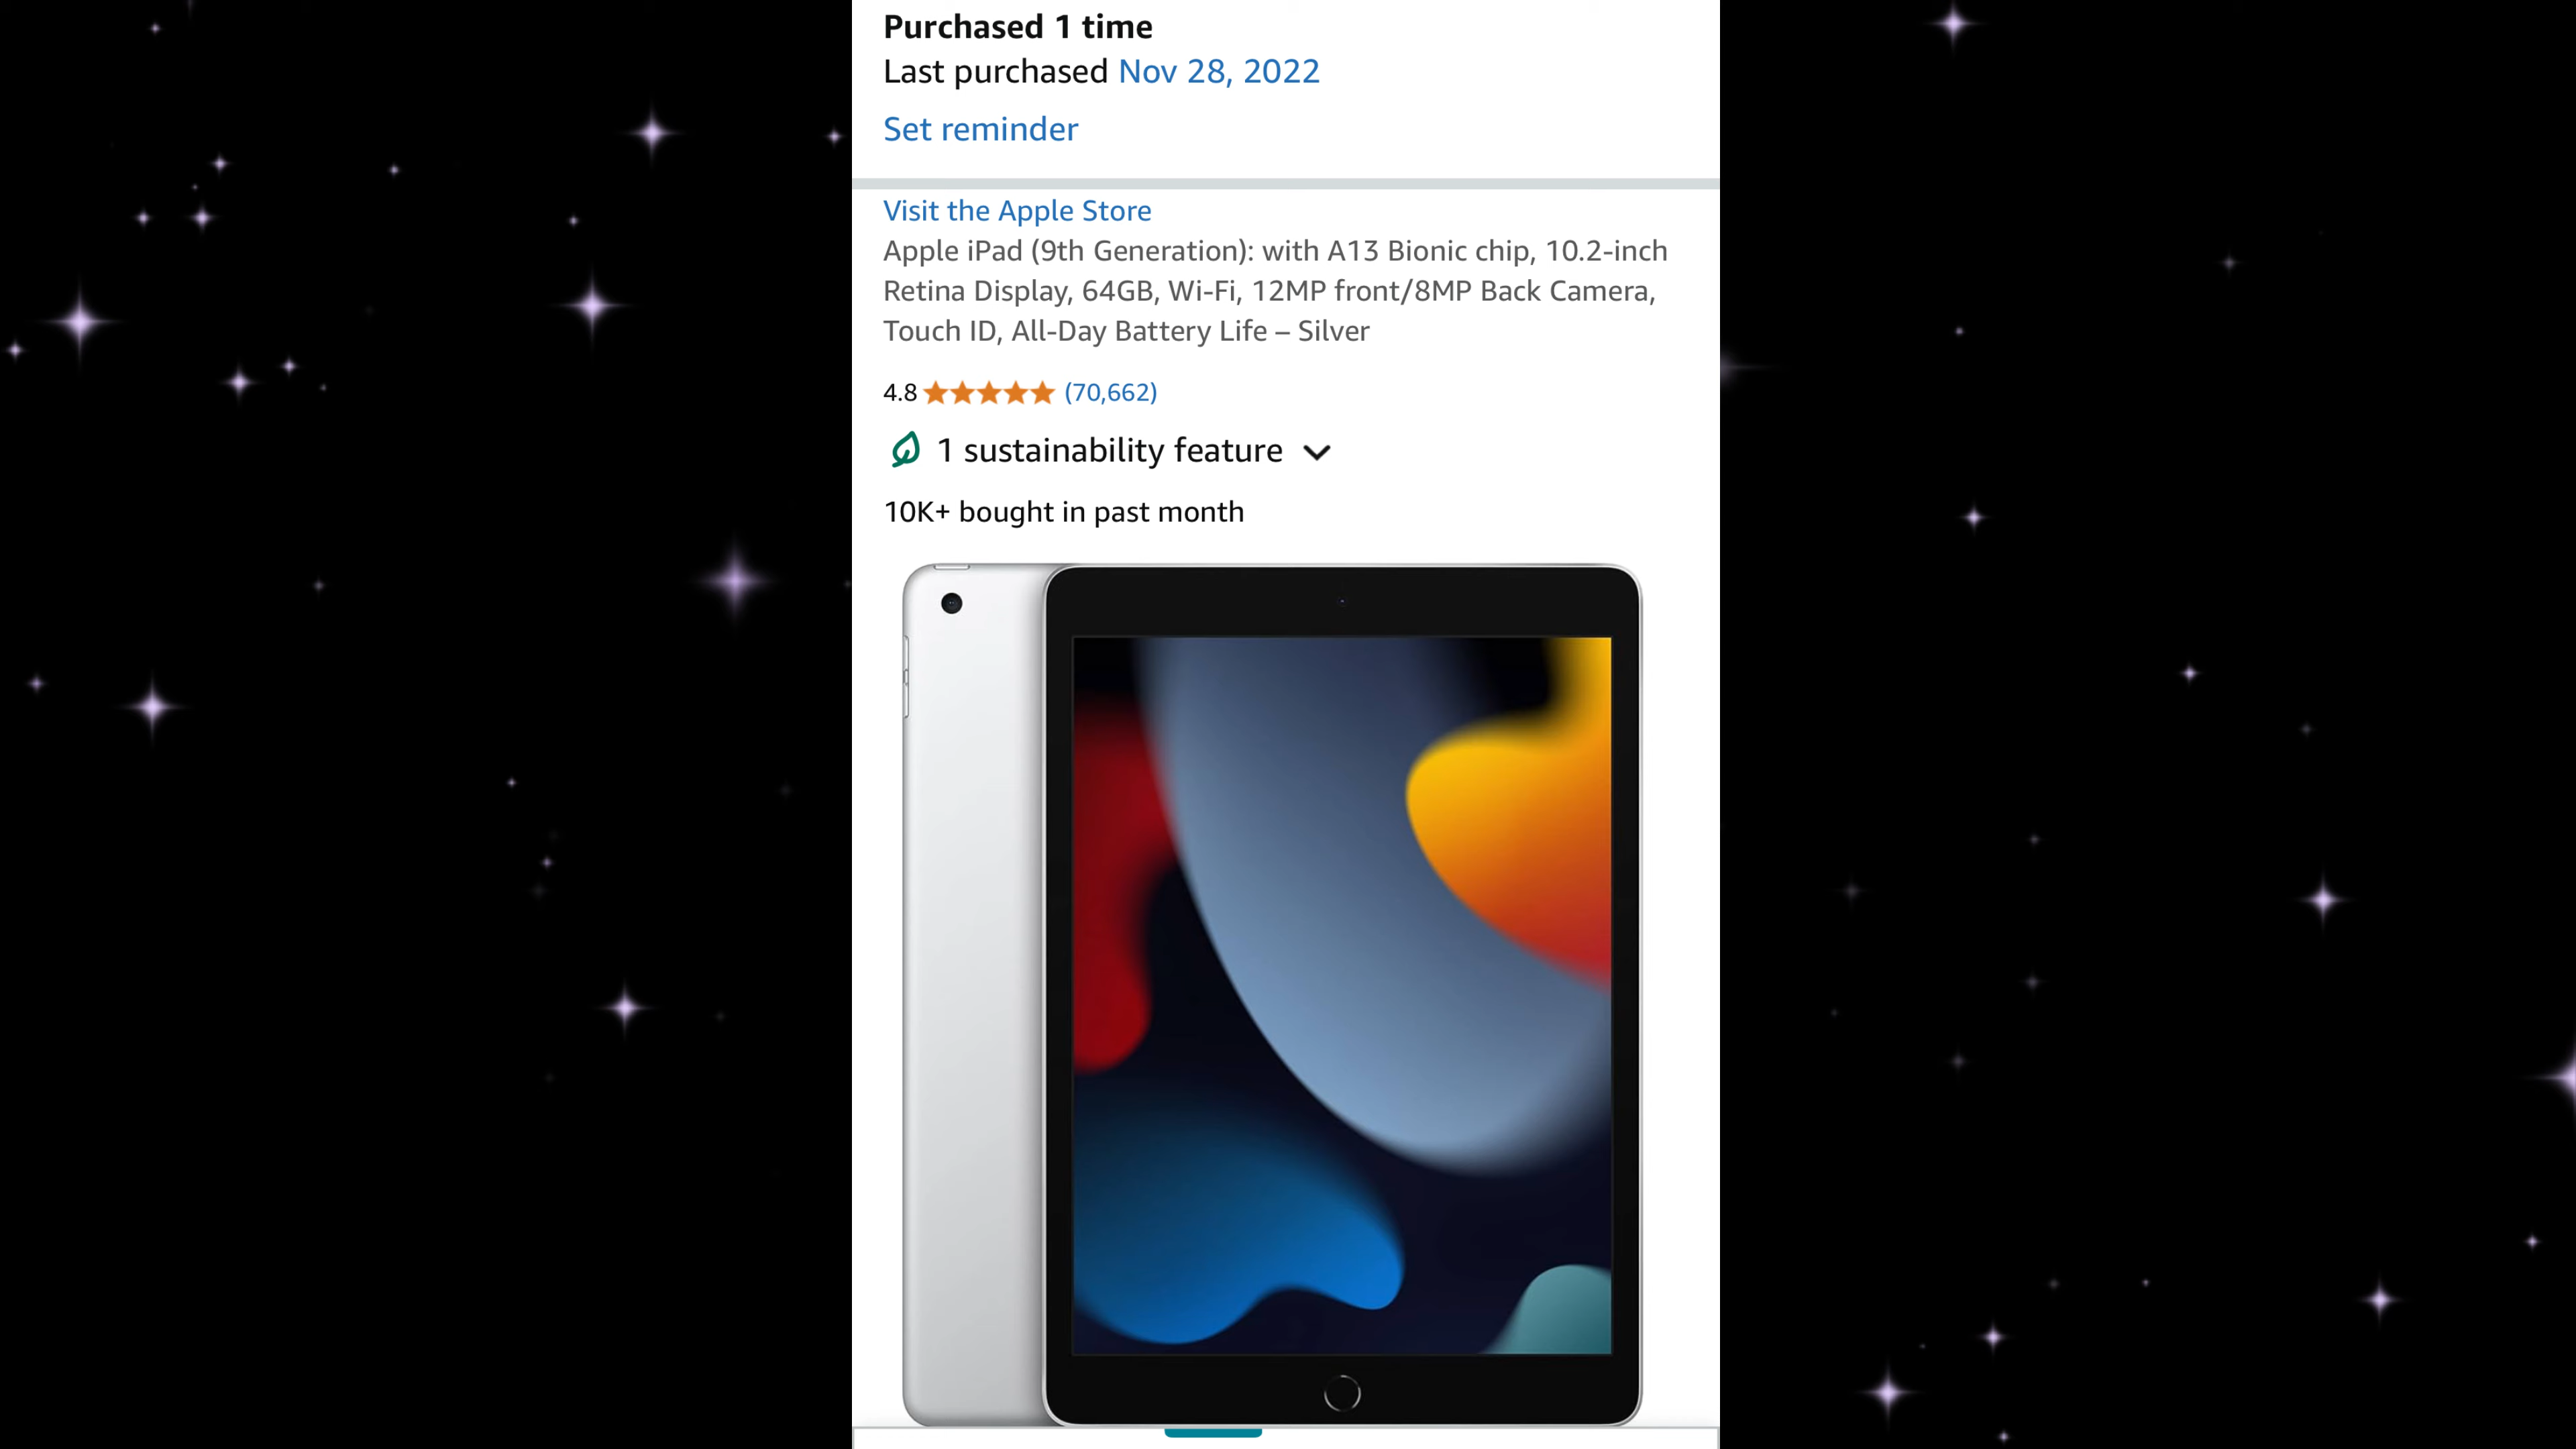 Purchased 1 time
Last purchased Nov 28, 2022
Set reminder
Visit the Apple Store
Apple iPad (9th Generation): with A13 Bionic chip, 10.2-inch
Retina Display, 64GB, Wi-Fi, 12MP front/8MP Back Camera,
Touch ID, All-Day Battery Life – Silver
4.8 (70,662)
1 sustainability feature
10K+ bought in past month